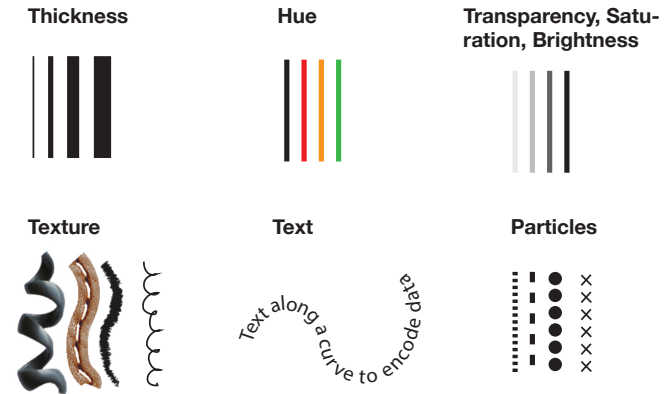 Thickness
Hue
Transparency, Satu-
ration, Brightness
Texture
Text
Particles
Text along a curve to encode data